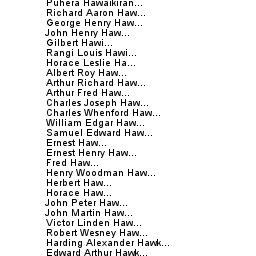 Puhera Hawaikiran...
Richard Aaron Haw...
George Henry Haw...
John Henry Haw...
Gilbert Hawi...
Rangi Louis Hawi...
Horace Leslie Ha...
Albert Roy Haw...
Arthur Richard Haw...
Arthur Fred Haw...
Charles Joseph Haw...
Charles Whenford Haw...
William Edgar Haw...
Samuel Edward Haw...
Ernest Haw...
Ernest Henry Haw...
Fred Haw...
Henry Woodman Haw...
Herbert Haw...
Horace Haw...
John Peter Haw...
John Martin Haw...
Victor Linden Haw...
Robert Wesney Haw...
Harding Alexander Hawk...
Edward Arthur Hawk...